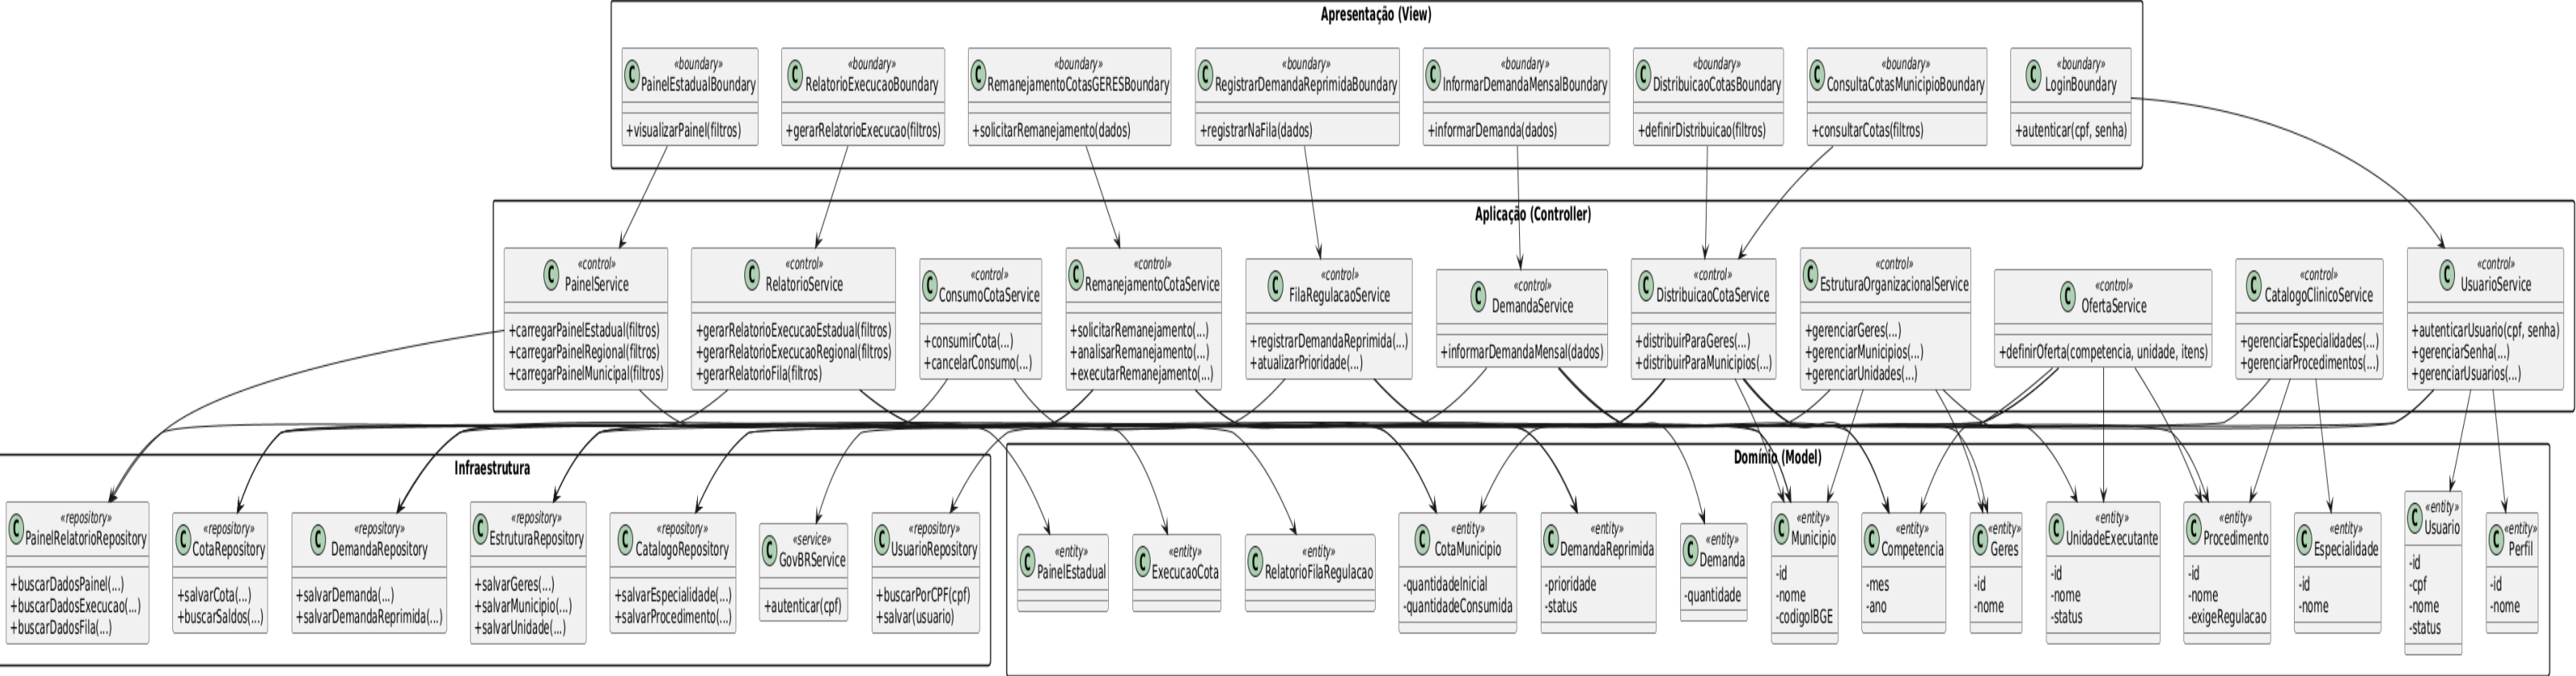 Apresentação (View)
«boundary»
PainelEstadualBoundary
+visualizarPainel(filtros)
«boundary»
RelatorioExecucaoBoundary
+gerarRelatorioExecucao(filtros)
«boundary»
RemanejamentoCotasGERESBoundary
+solicitarRemanejamento(dados)
«boundary»
RegistrarDemandaReprimidaBoundary
+registrarNaFila(dados)
«boundary»
InformarDemandaMensalBoundary
+informarDemanda(dados)
«boundary»
DistribuicaoCotasBoundary
+definirDistribuicao(filtros)
«boundary»
ConsultaCotasMunicipioBoundary
+consultarCotas(filtros)
«boundary»
LoginBoundary
+autenticar(cpf, senha)
Aplicação (Controller)
«control»
PainelService
+carregarPainelEstadual(filtros)
+carregarPainelRegional(filtros)
+carregarPainelMunicipal(filtros)
«control»
RelatorioService
+gerarRelatorioExecucaoEstadual(filtros)
+gerarRelatorioExecucaoRegional(filtros)
+gerarRelatorioFila(filtros)
«control»
ConsumoCotaService
+consumirCota(...)
+cancelarConsumo(...)
«control»
RemanejamentoCotaService
+solicitarRemanejamento(...)
+analisarRemanejamento(...)
+executarRemanejamento(...)
«control»
FilaRegulacaoService
+registrarDemandaReprimida(...)
+atualizarPrioridade(...)
«control»
DemandaService
+informarDemandaMensal(dados)
«control»
DistribuicaoCotaService
+distribuirParaGeres(...)
+distribuirParaMunicipios(...)
«control»
EstruturaOrganizacionalService
+gerenciarGeres(...)
+gerenciarMunicipios(...)
+gerenciarUnidades(...)
«control»
OfertaService
+definirOferta(competencia, unidade, itens)
«control»
CatalogoClinicoService
+gerenciarEspecialidades(...)
+gerenciarProcedimentos(...)
«control»
UsuarioService
+autenticarUsuario(cpf, senha)
+gerenciarSenha(...)
+gerenciarUsuarios(...)
Infraestrutura
«repository»
PainelRelatorioRepository
+buscarDadosPainel(...)
+buscarDadosExecucao(...)
+buscarDadosFila(...)
«repository»
CotaRepository
+salvarCota(...)
+buscarSaldos(...)
«repository»
DemandaRepository
+salvarDemanda(...)
+salvarDemandaReprimida(...)
«repository»
EstruturaRepository
+salvarGeres(...)
+salvarMunicipio(...)
+salvarUnidade(...)
«repository»
CatalogoRepository
+salvarEspecialidade(...)
+salvarProcedimento(...)
«service»
GovBRService
+autenticar(cpf)
«repository»
UsuarioRepository
+buscarPorCPF(cpf)
+salvar(usuario)
Domínio (Model)
«entity»
PainelEstadual
«entity»
ExecucaoCota
«entity»
RelatorioFilaRegulacao
«entity»
CotaMunicipio
-quantidadeInicial
-quantidadeConsumida
«entity»
DemandaReprimida
-prioridade
-status
«entity»
Demanda
-quantidade
«entity»
Municipio
-id
-nome
-codigoIBGE
«entity»
Competencia
-mes
-ano
«entity»
Geres
-id
-nome
«entity»
UnidadeExecutante
-id
-nome
-status
«entity»
Procedimento
-id
-nome
-exigeRegulacao
«entity»
Especialidade
-id
-nome
«entity»
Usuario
-id
-cpf
-nome
-status
«entity»
Perfil
-id
-nome